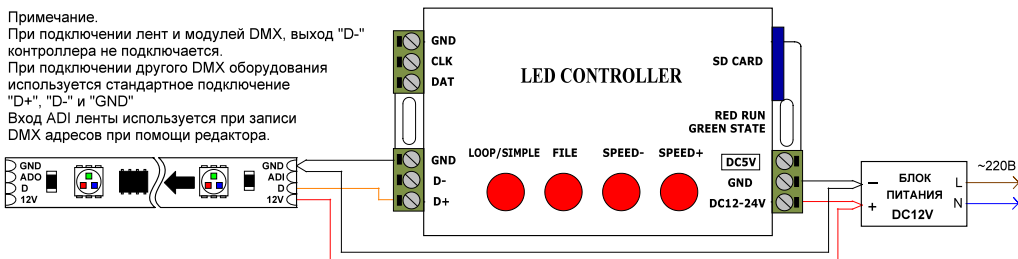 Примечание.
При подключении лент и модулей DMX, выход "D-"
контроллера не подключается.
При подключении другого DMX оборудования
используется стандартное подключение
"D+", "D-" и "GND"
Вход ADI ленты используется при записи
DMX адресов при помощи редактора.
GND
ADO
D
12V
GND
ADI
D
12V
GND
CLK
DAT
LED CONTROLLER
SD CARD
RED RUN
GREEN STATE
GND
D-
D+
LOOP/SIMPLE
FILE
SPEED-
SPEED+
DC5V
GND
DC12-24V
−
+
БЛОК
ПИТАНИЯ
DC12V
L
N
~220В